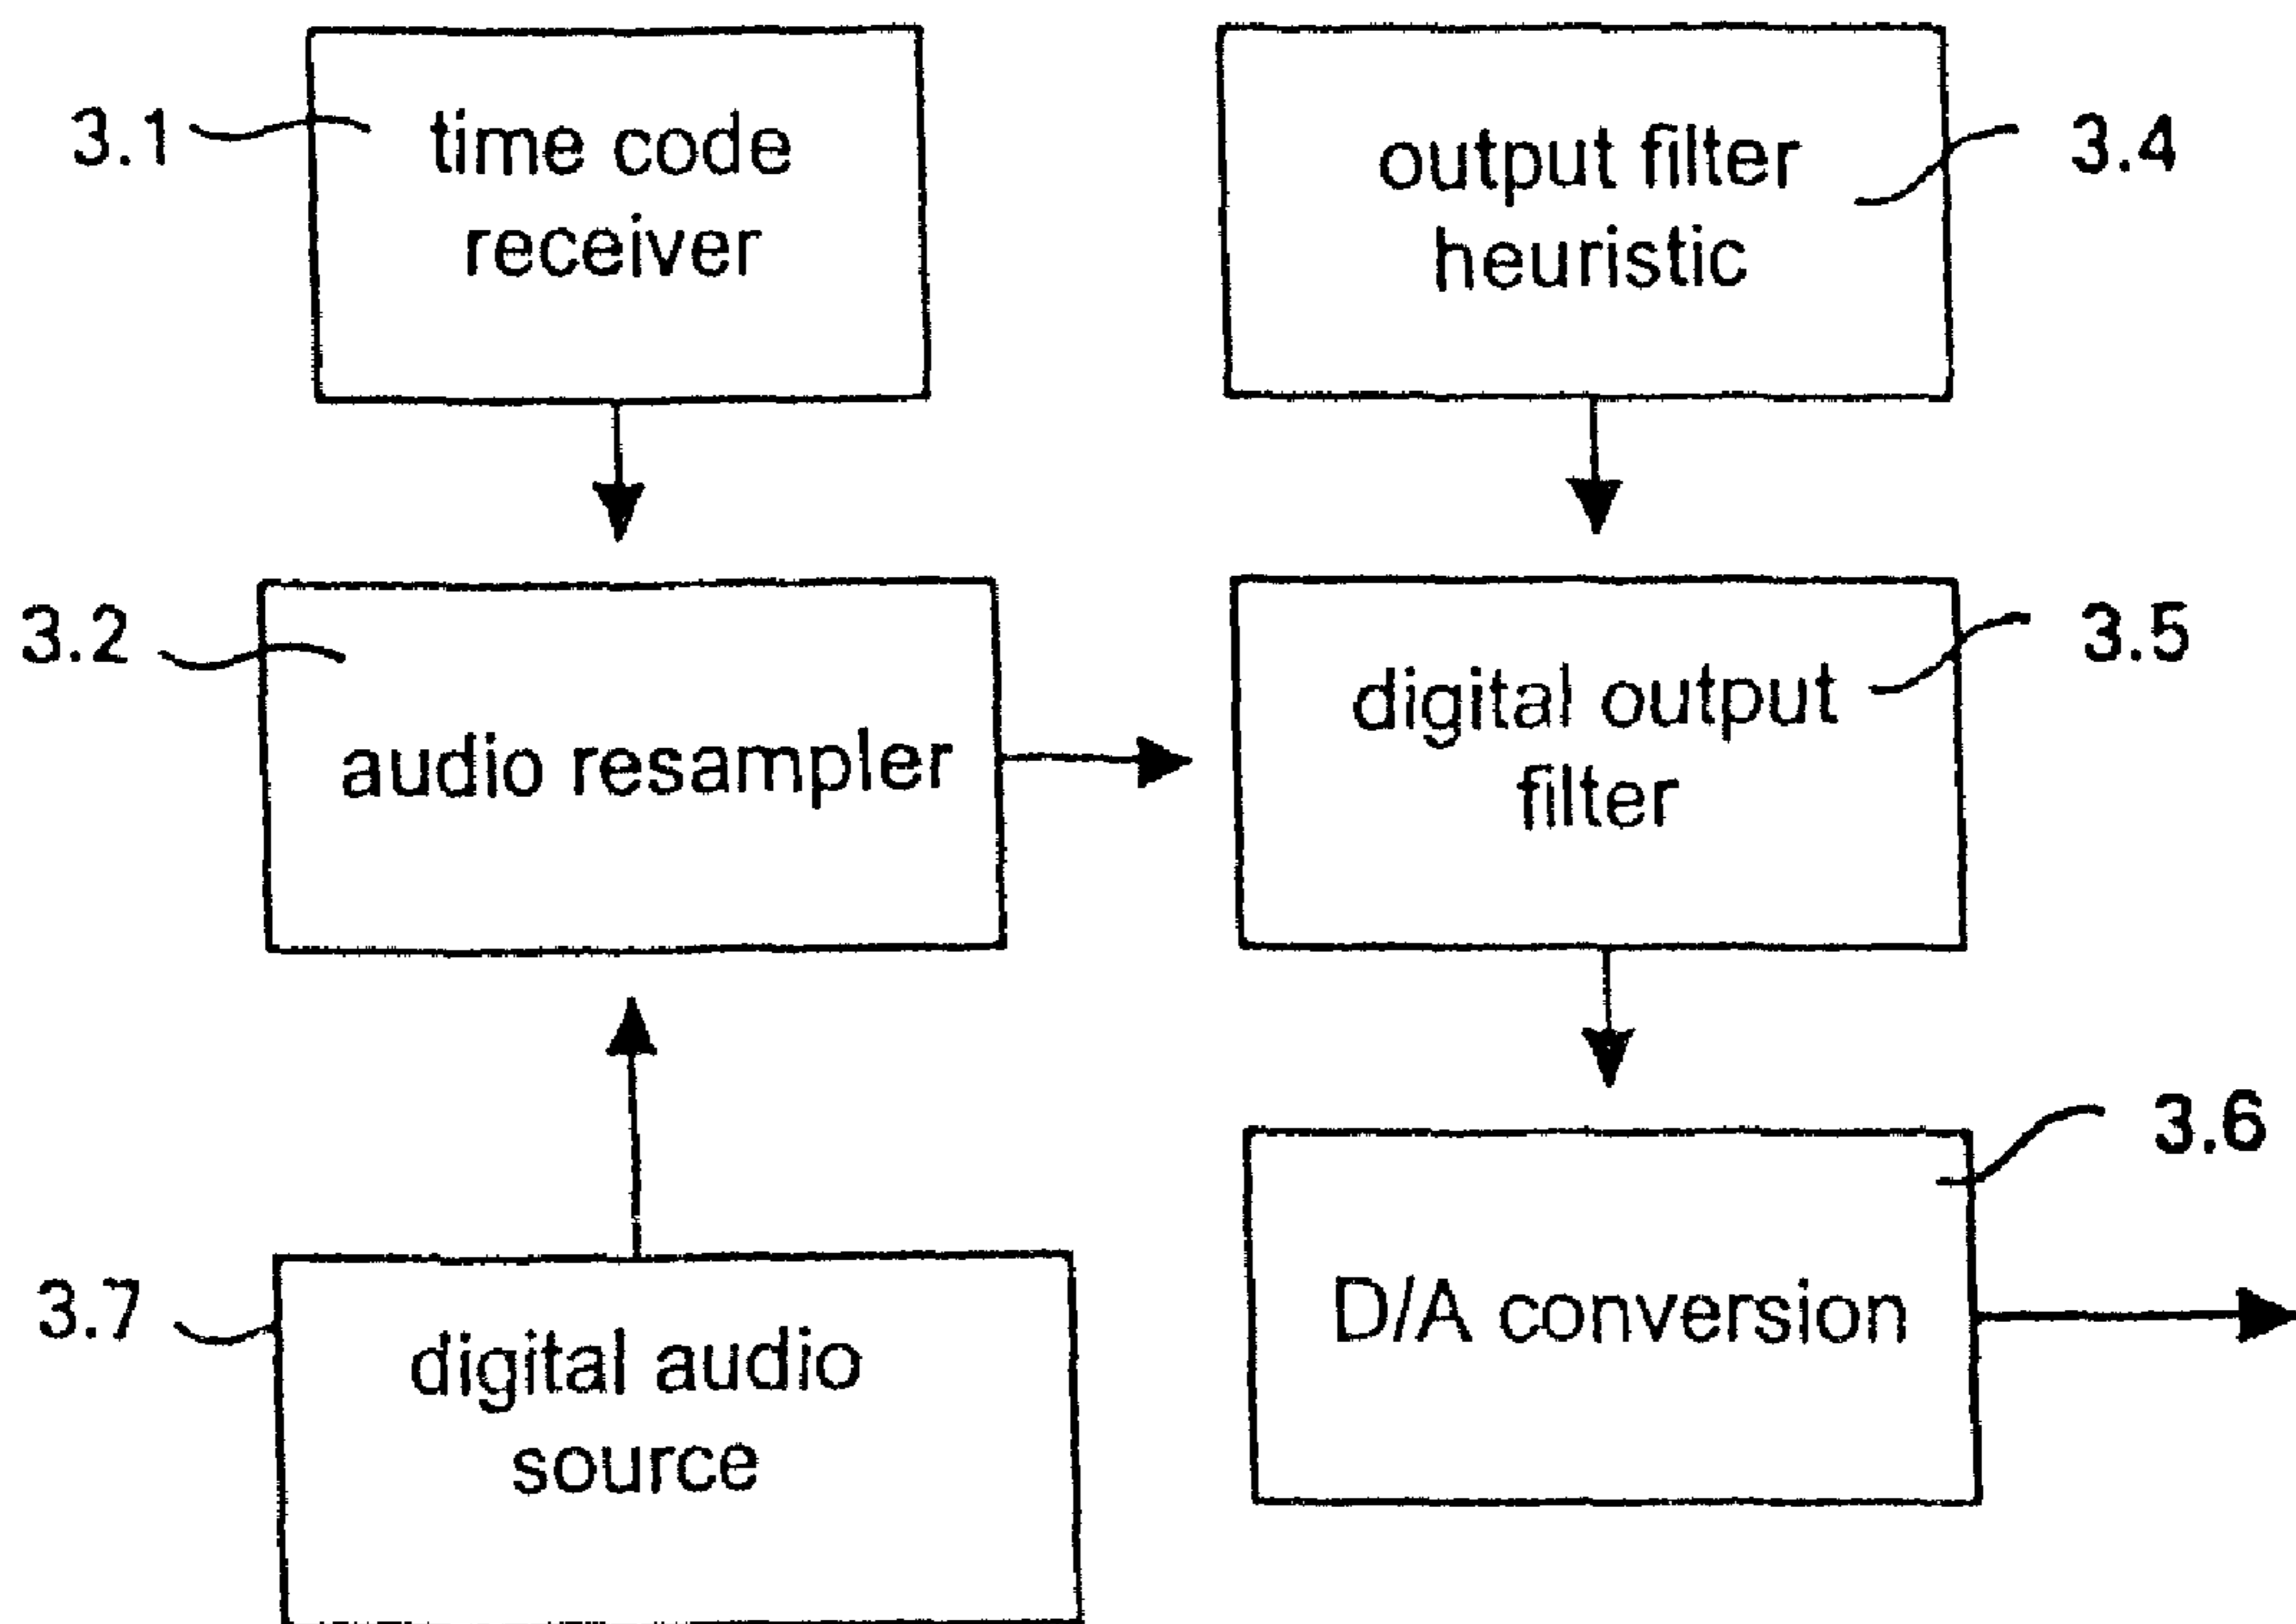 3.1
time code
receiver
output filter
heuristic
3.4
3.2
audio resampler
digital output
filter
3.5
3.7
digital audio
source
D/A conversion
3.6